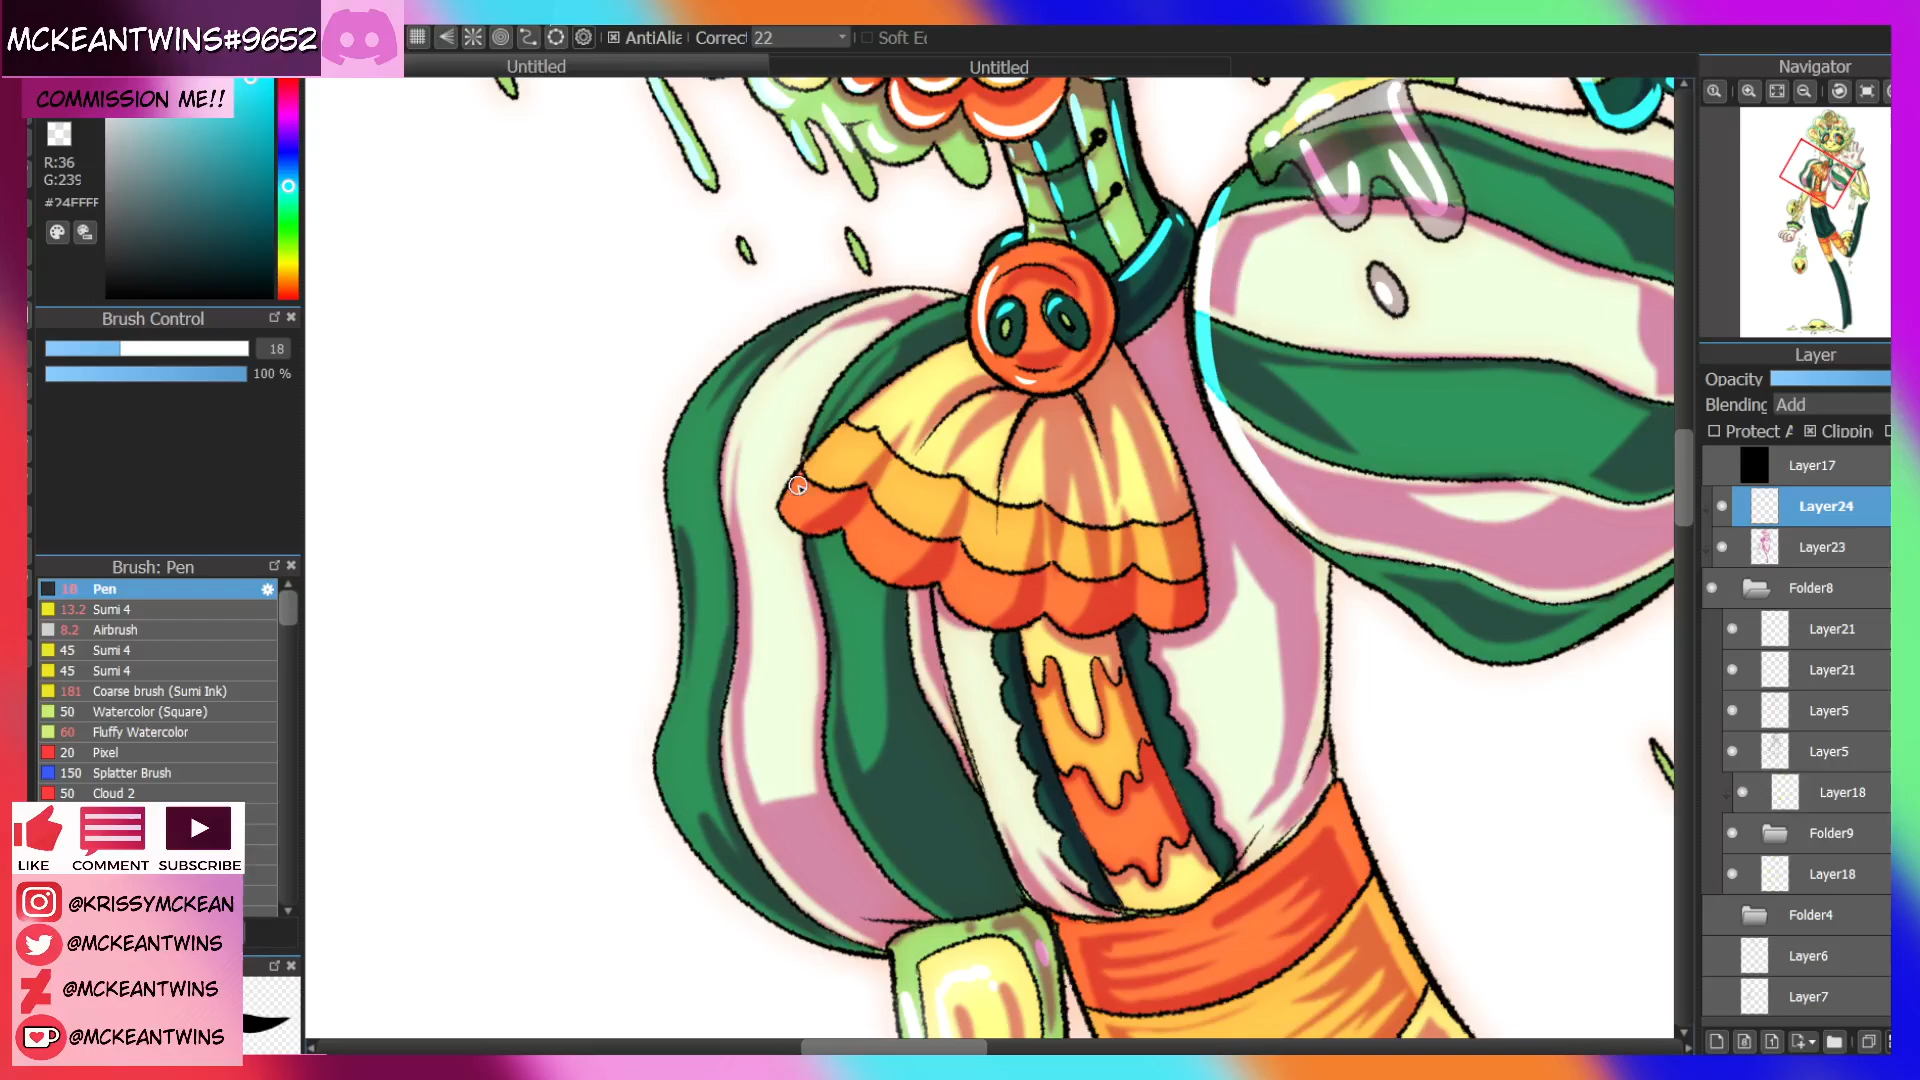 MCKEANTWINS#9652
COMMISSION ME!!
R:36
G:239
#24FFFF
AntiAlia
Correct
22
Soft Ed
Untitled
Untitled
Brush Control
18
100 %
Brush: Pen
18 Pen
13.2 Sumi 4
8.2 Airbrush
45 Sumi 4
45 Sumi 4
181 Coarse brush (Sumi Ink)
50 Watercolor (Square)
60 Fluffy Watercolor
20 Pixel
150 Splatter Brush
50 Cloud 2
LIKE
COMMENT
SUBSCRIBE
@KRISSYMCKEAN
@MCKEANTWINS
@MCKEANTWINS
@MCKEANTWINS
Navigator
Layer
Opacity
Blending
Add
Protect A
Clippin
Layer17
Layer24
Layer23
Folder8
Layer21
Layer21
Layer5
Layer5
Layer18
Folder9
Layer18
Folder4
Layer6
Layer7